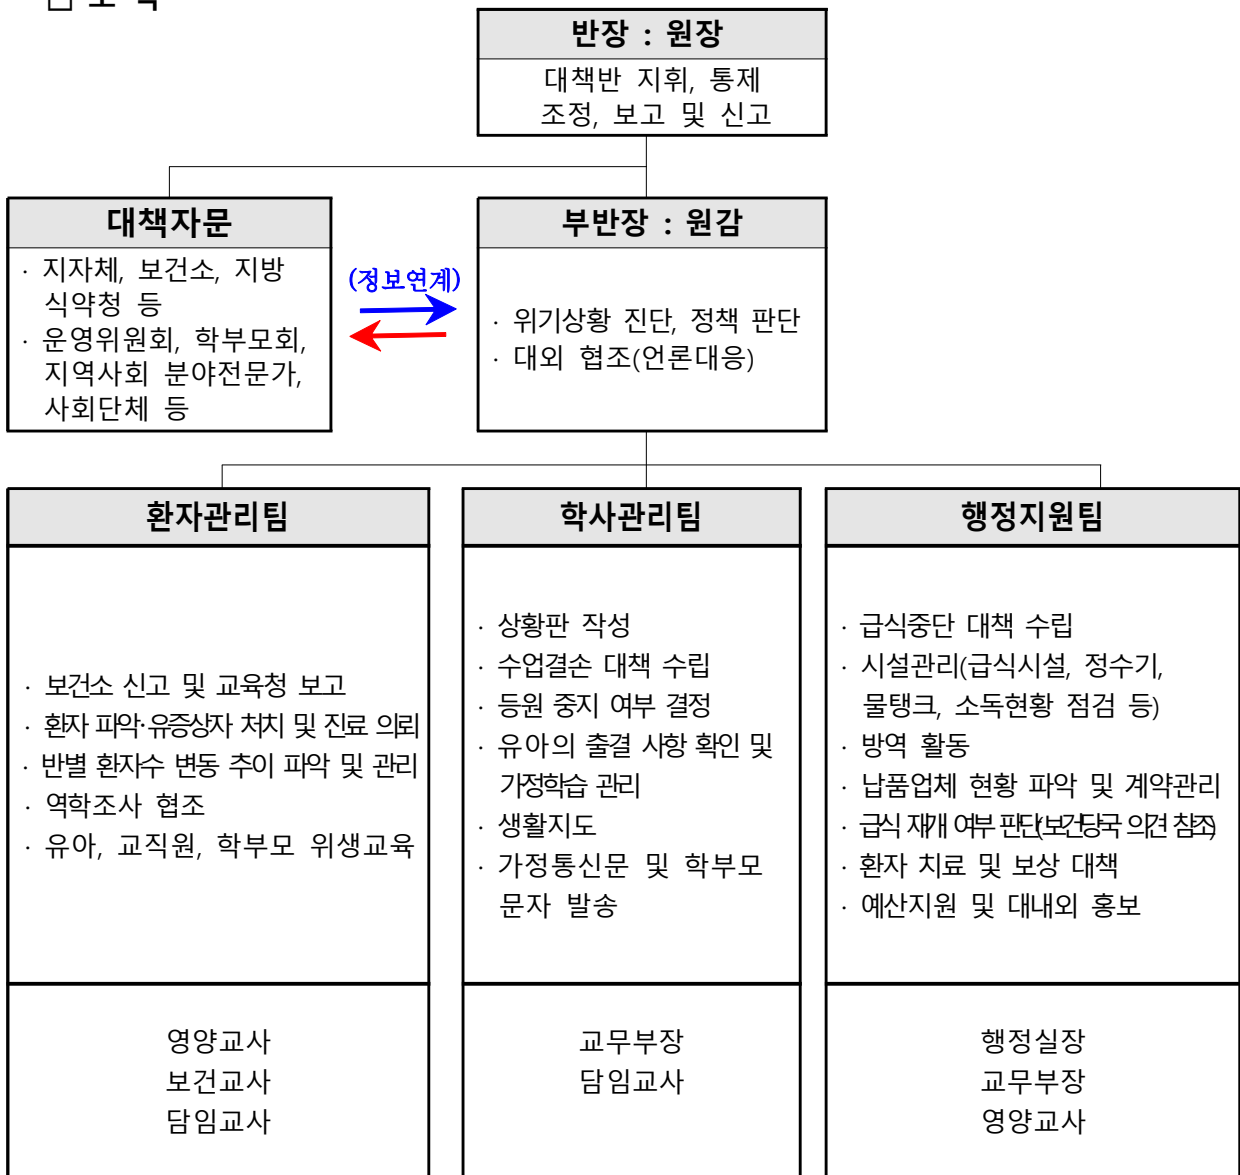 반장 : 원장
대책반 지휘, 통제
조정, 보고 및 신고
대책자문
· 지자체, 보건소, 지방
식약청 등
· 운영위원회, 학부모회,
지역사회 분야전문가,
사회단체 등
(정보연계)
부반장 : 원감
· 위기상황 진단, 정책 판단
· 대외 협조(언론대응)
환자관리팀
· 보건소 신고 및 교육청 보고
· 환자 파악·유증상자 처치 및 진료 의뢰
· 반별 환자수 변동 추이 파악 및 관리
· 역학조사 협조
· 유아, 교직원, 학부모 위생교육
영양교사
보건교사
담임교사
학사관리팀
· 상황판 작성
· 수업결손 대책 수립
· 등원 중지 여부 결정
· 유아의 출결 사항 확인 및
가정학습 관리
· 생활지도
· 가정통신문 및 학부모
문자 발송
교무부장
담임교사
행정지원팀
· 급식중단 대책 수립
· 시설관리(급식시설, 정수기,
물탱크, 소독현황 점검 등)
· 방역 활동
· 납품업체 현황 파악 및 계약관리
· 급식 재개 여부 판단(보건당국 의견 참조)
· 환자 치료 및 보상 대책
· 예산지원 및 대내외 홍보
행정실장
교무부장
영양교사